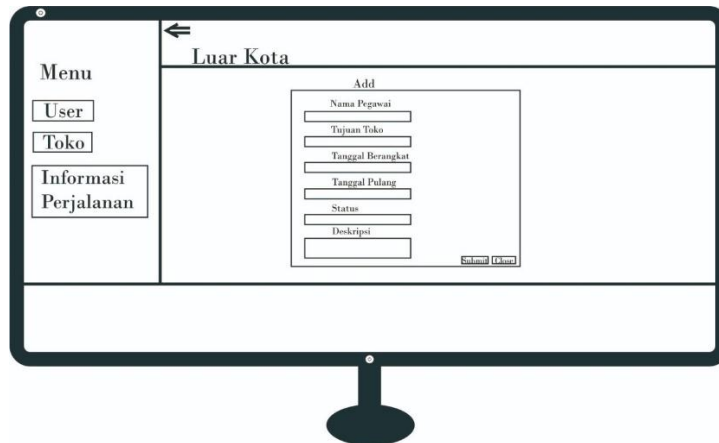 Luar Kota
Menu
User
Toko
Informasi
Perjalanan
Add
Nama Pegawai
Tujuan Toko
Tanggal Berangkat
Tanggal Pulang
Status
Deskripsi
Submit Close